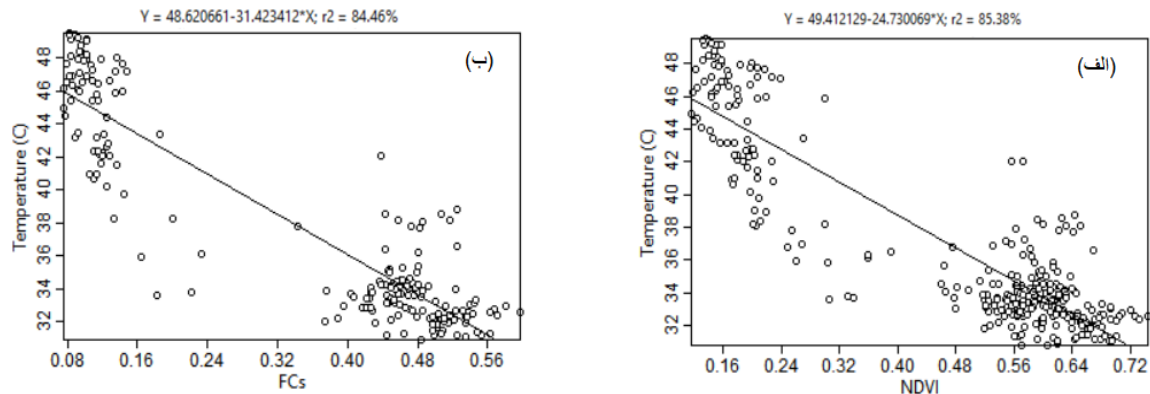 Y = 48.620661-31.423412*X; r2 = 84.46%
(ب)
Temperature (C)
48
46
44
42
40
38
36
34
32
0.08 0.16 0.24 0.32 0.40 0.48 0.56
FCs
Y = 49.412129-24.730069*X; r2 = 85.38%
(الف)
Temperature (C)
48
46
44
42
40
38
36
34
32
0.16 0.24 0.32 0.40 0.48 0.56 0.64 0.72
NDVI